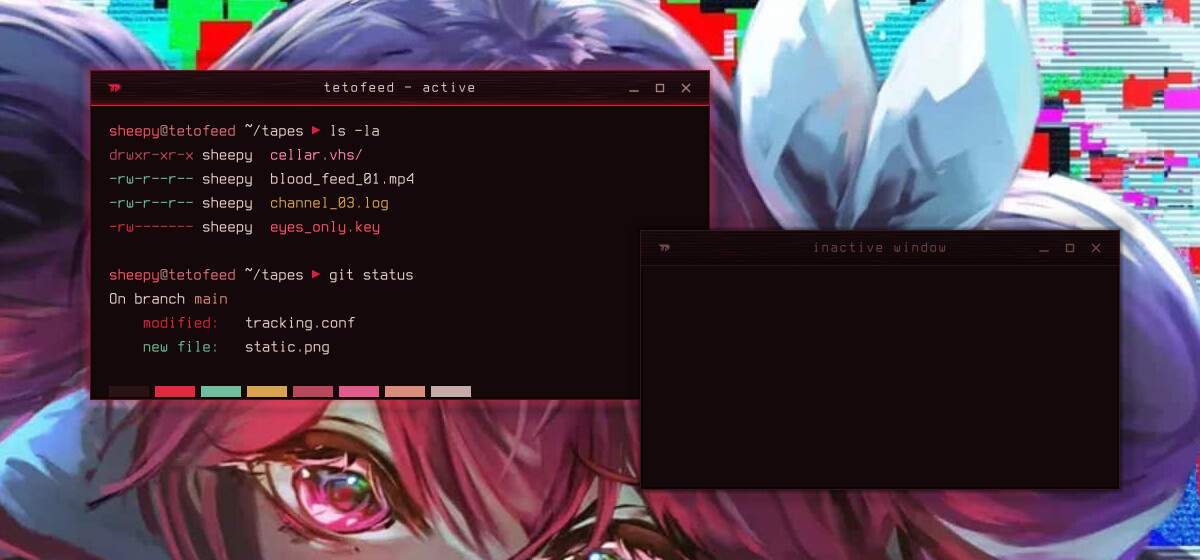 tetofeed - active
sheepy@tetofeed ~/tapes ▶ ls -la
drwxr-xr-x sheepy  cellar.vhs/
-rw-r--r-- sheepy  blood_feed_01.mp4
-rw-r--r-- sheepy  channel_03.log
-rw------- sheepy  eyes_only.key
sheepy@tetofeed ~/tapes ▶ git status
On branch main
    modified:   tracking.conf
    new file:   static.png
inactive window